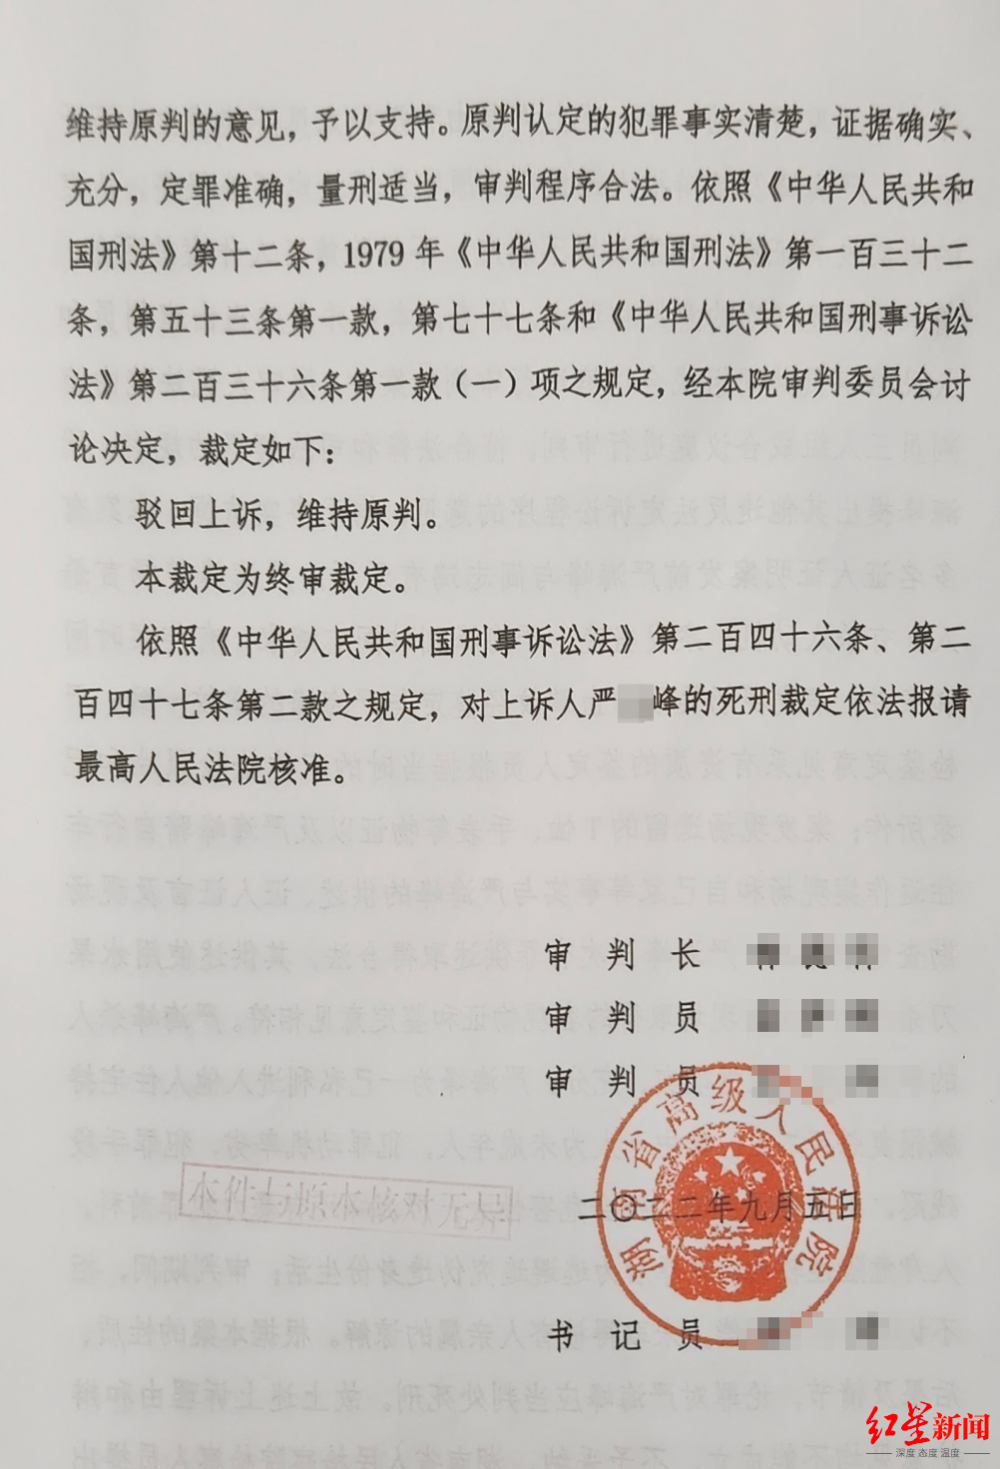 维持原判的意见，予以支持。原判认定的犯罪事实清楚，证据确实、
充分，定罪准确，量刑适当，审判程序合法。依照《中华人民共和
国刑法》第十二条，1979年《中华人民共和国刑法》第一百三十二
条，第五十三条第一款，第七十七条和《中华人民共和国刑事诉讼
法》第二百三十六条第一款（一）项之规定，经本院审判委员会讨
论决定，裁定如下：
驳回上诉，维持原判。
本裁定为终审裁定。
依照《中华人民共和国刑事诉讼法》第二百四十六条、第二
百四十七条第二款之规定，对上诉人严 峰的死刑裁定依法报请
最高人民法院核准。
审 判 长
审 判 员
审 判 员
湖南省高级人民法院
本件与原本核对无异
二〇二二年九月五日
书 记 员
红星新闻
深度 态度 温度